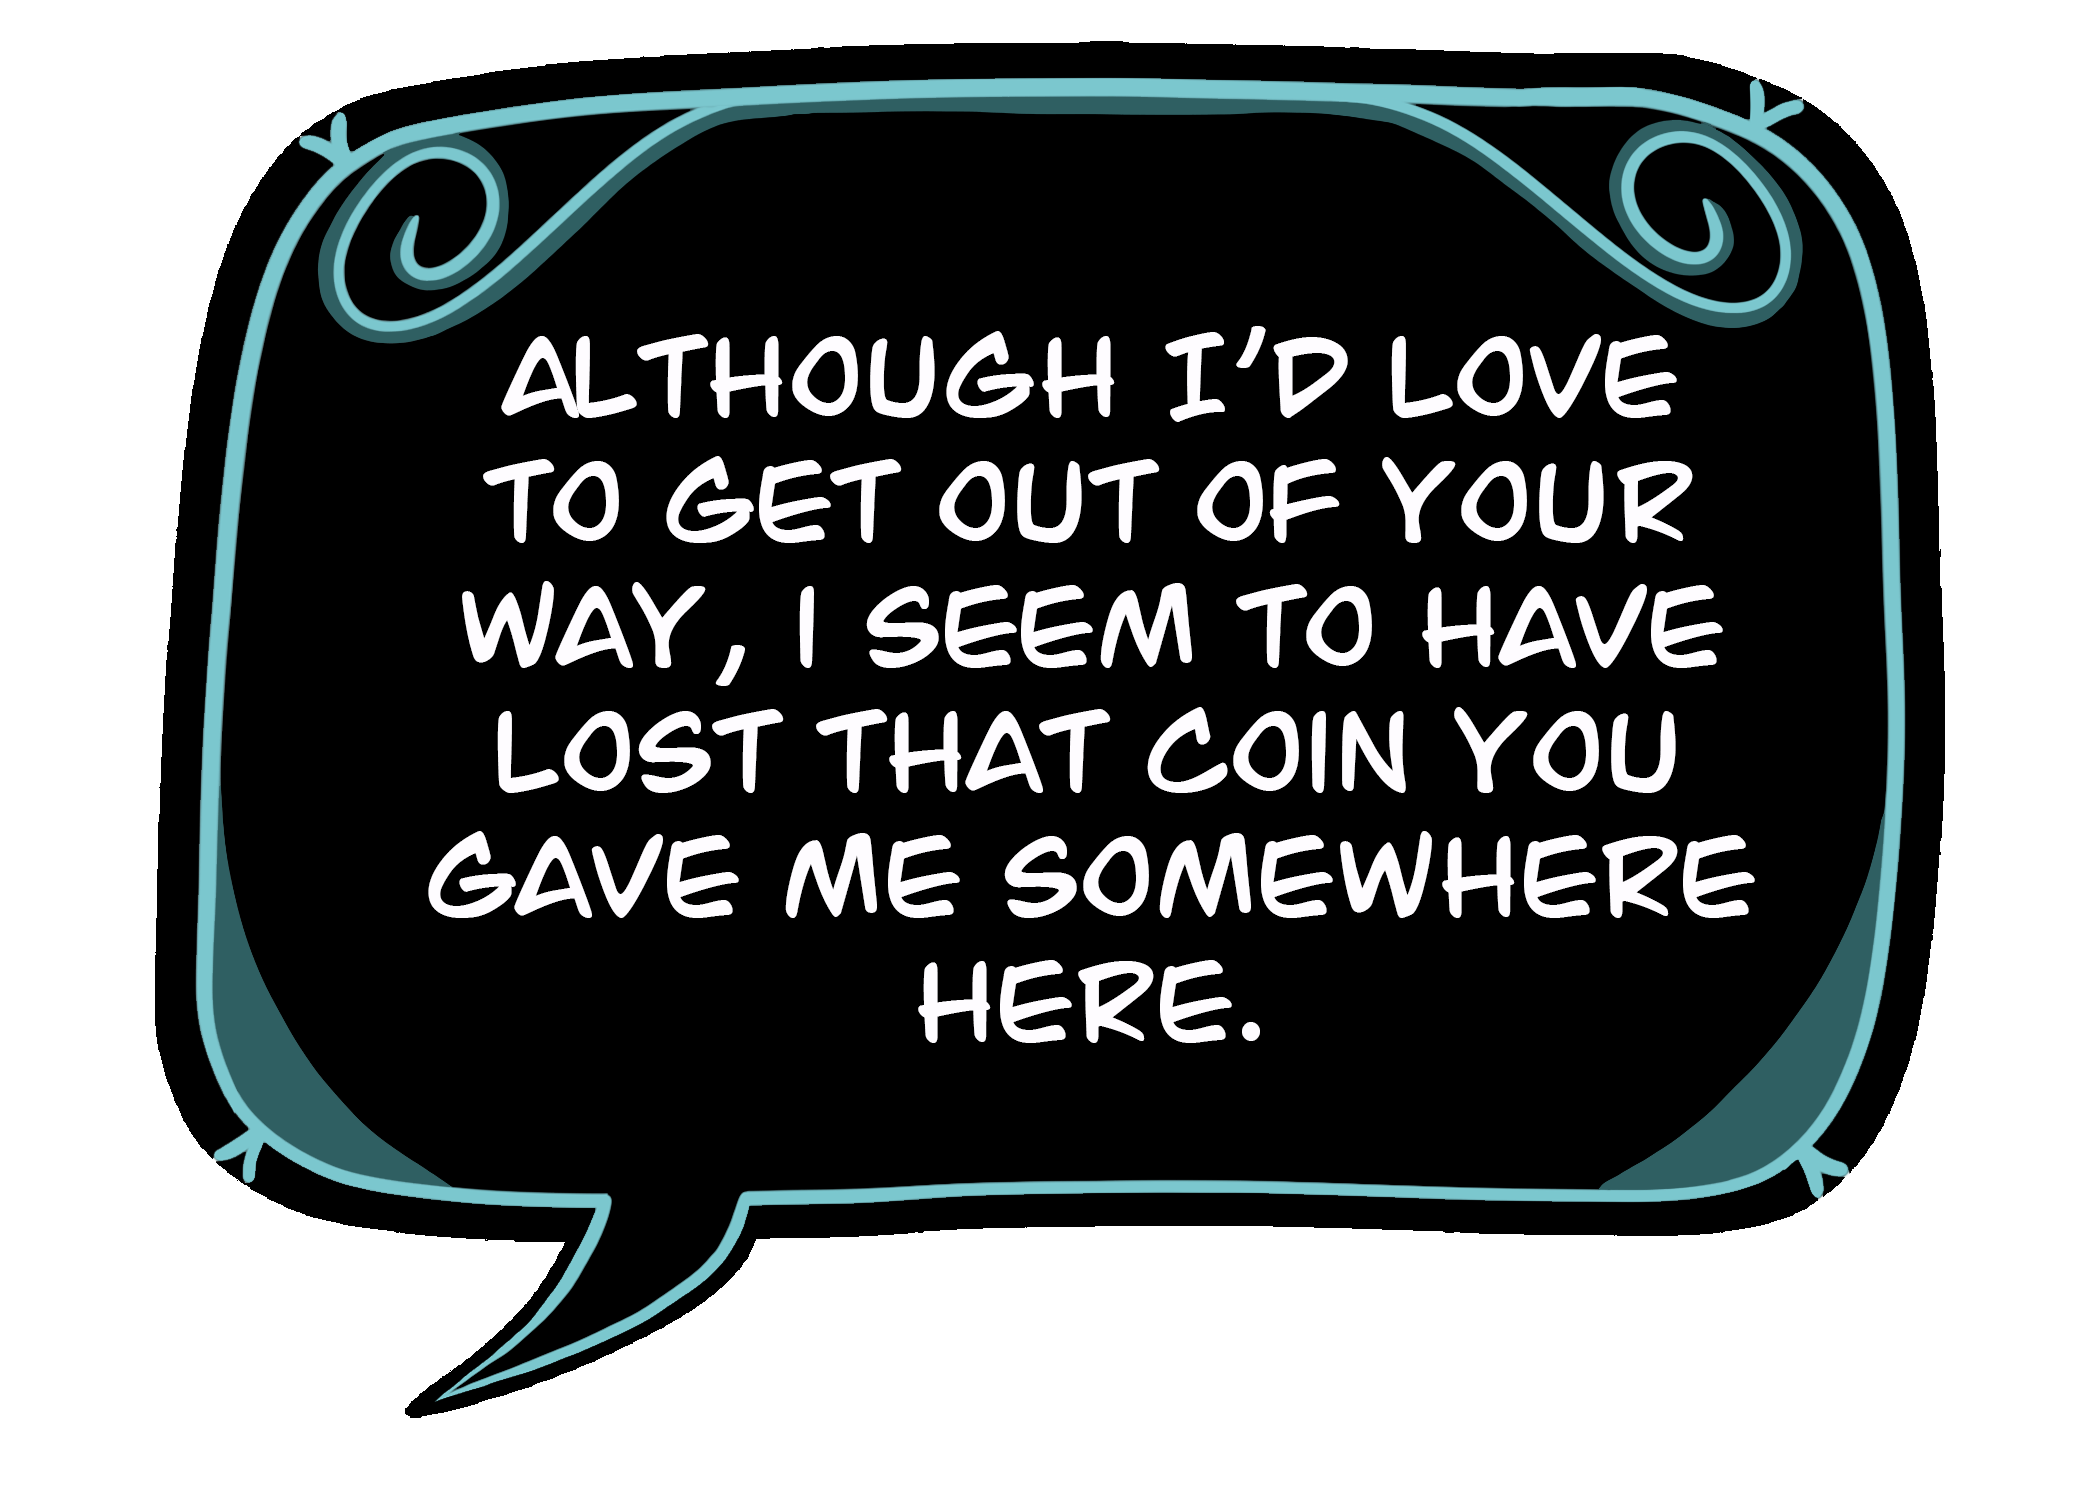 ALTHOUGH I'D LOVE
TO GET OUT OF YOUR
WAY, I SEEM TO HAVE
LOST THAT COIN YOU
GAVE ME SOMEWHERE
HERE.